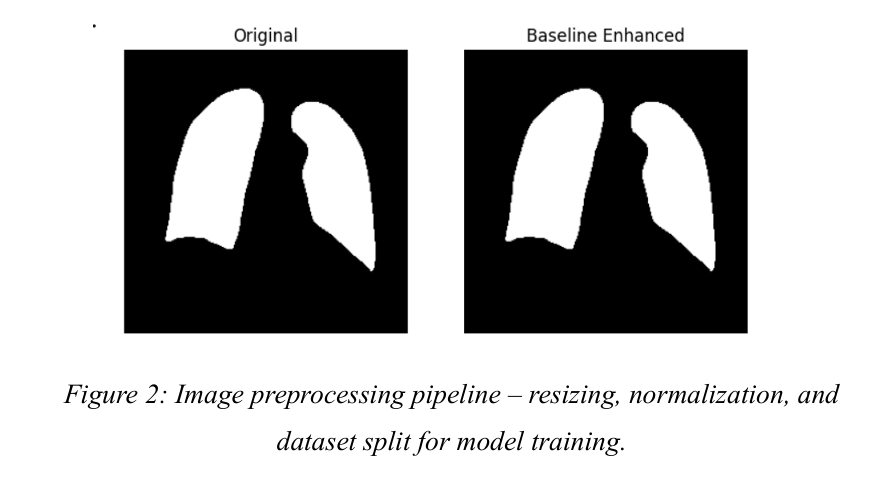 Original
Baseline Enhanced
Figure 2: Image preprocessing pipeline – resizing, normalization, and
dataset split for model training.